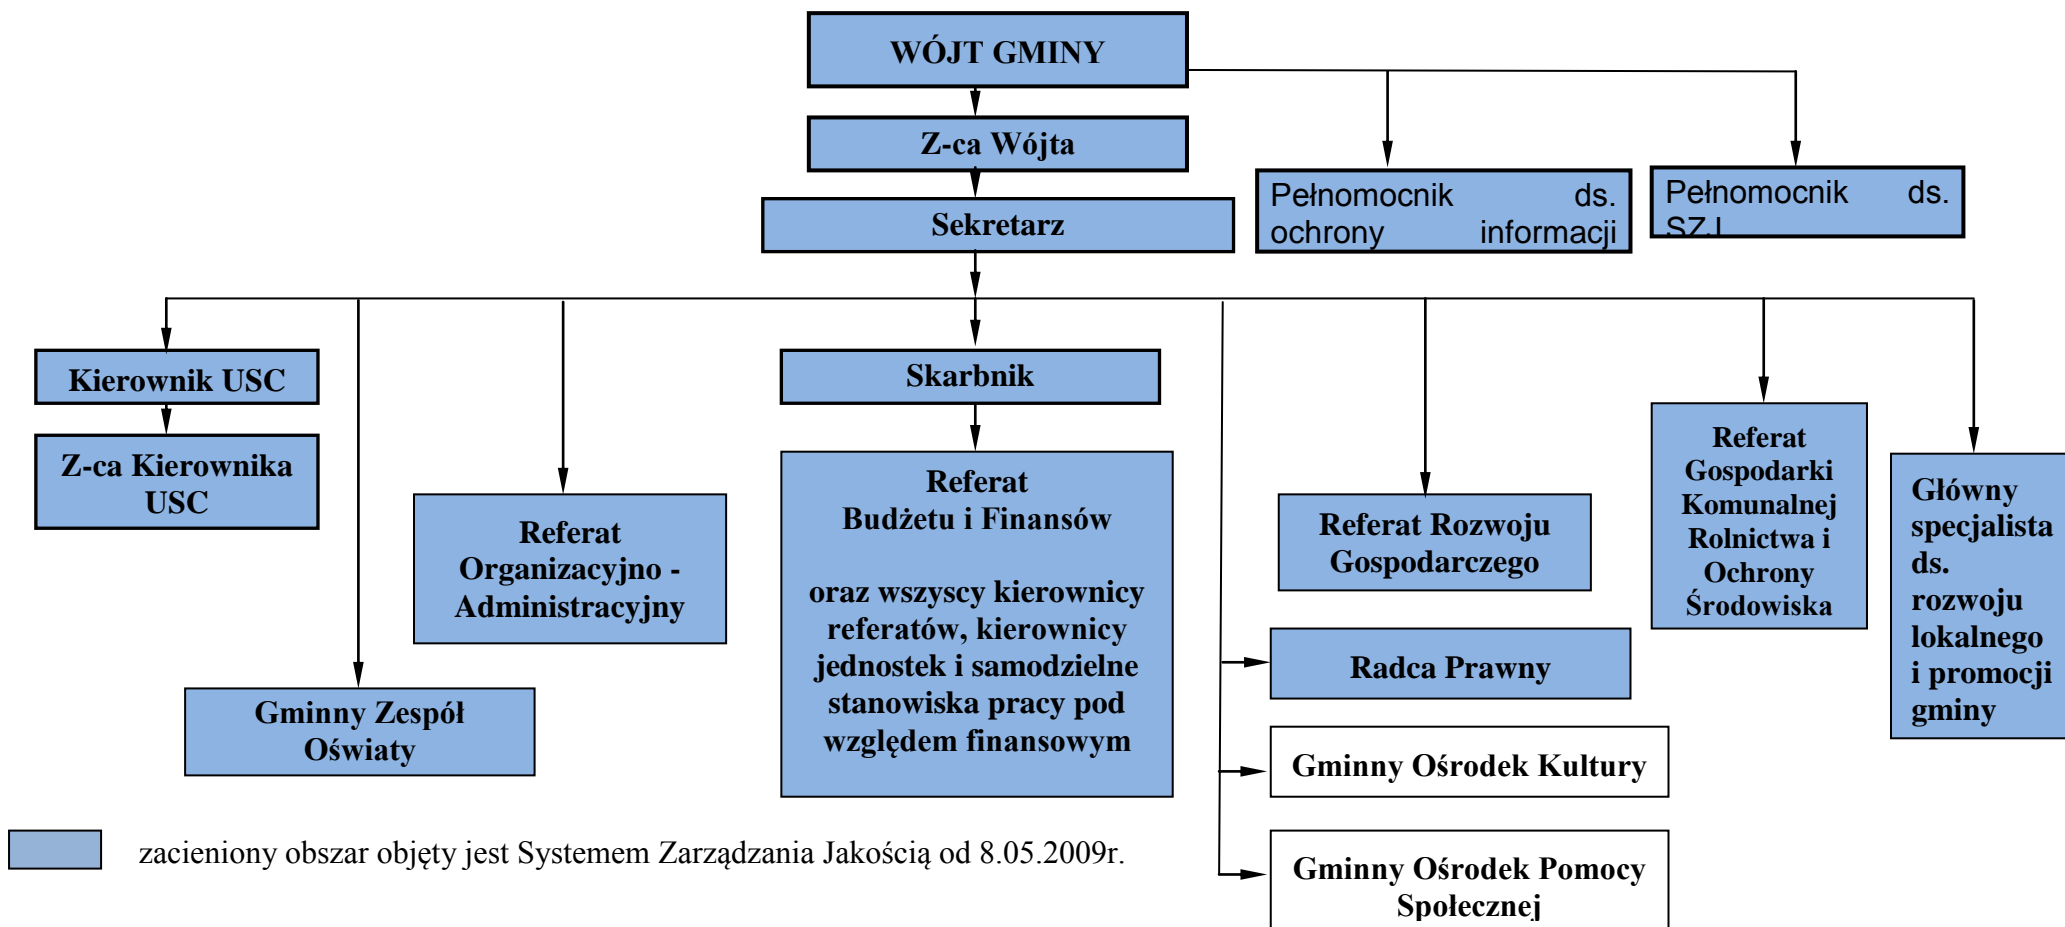 WÓJT GMINY
Z-ca Wójta
Sekretarz
Pełnomocnik ds.
ochrony informacji
Pełnomocnik ds.
SZJ
Kierownik USC
Z-ca Kierownika
USC
Gminny Zespół
Oświaty
Referat
Organizacyjno -
Administracyjny
Skarbnik
Referat
Budżetu i Finansów
oraz wszyscy kierownicy
referatów, kierownicy
jednostek i samodzielne
stanowiska pracy pod
względem finansowym
Referat Rozwoju
Gospodarczego
Radca Prawny
Gminny Ośrodek Kultury
Gminny Ośrodek Pomocy
Społecznej
Referat
Gospodarki
Komunalnej
Rolnictwa i
Ochrony
Środowiska
Główny
specjalista
ds.
rozwoju
lokalnego
i promocji
gminy
zacieniony obszar objęty jest Systemem Zarządzania Jakością od 8.05.2009r.